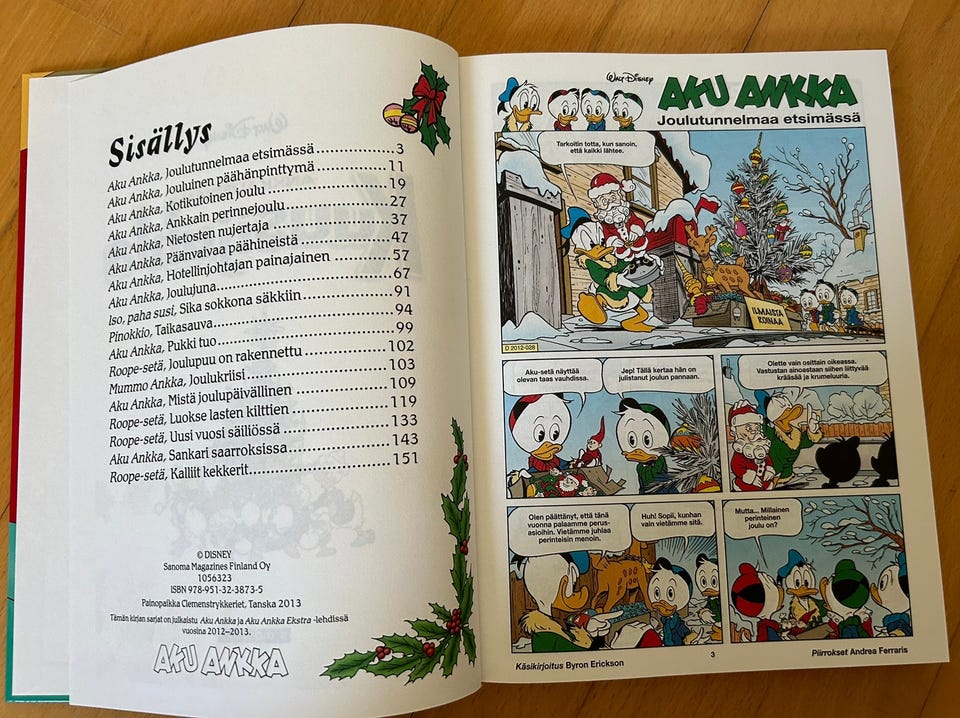 Sisällys
Aku Ankka, Joulutunnelmaa etsimässä....................3
Aku Ankka, Jouluinen päähänpinttymä....................11
Aku Ankka, Kotikutoinen joulu....................19
Aku Ankka, Ankkain perinnejoulu....................27
Aku Ankka, Nietosten nujertaja....................37
Aku Ankka, Päänvaivaa päähineistä....................47
Aku Ankka, Hotellinjohtajan painajainen....................57
Aku Ankka, Joulujuna....................67
Iso, paha susi, Sika sokkona säkkiin....................91
Pinokkio, Taikasauva....................94
Aku Ankka, Pukki tuo....................99
Roope-setä, Joulupuu on rakennettu....................102
Mummo Ankka, Joulukriisi....................103
Aku Ankka, Mistä joulupäivällinen....................109
Roope-setä, Luokse lasten kilttien....................119
Roope-setä, Uusi vuosi säiliössä....................133
Aku Ankka, Sankari saarroksissa....................143
Roope-setä, Kalliit kekkerit....................151
© DISNEY
Sanoma Magazines Finland Oy
1056323
ISBN 978-951-32-3873-5
Painopaikka Clemenstrykkeriet, Tanska 2013
Tämän kirjan sarjat on julkaistu Aku Ankka ja Aku Ankka Ekstra -lehdissä
vuosina 2012–2013.
AKU ANKKA
WALT DISNEY
AKU ANKKA
Joulutunnelmaa etsimässä
Tarkoitin totta, kun sanoin,
että kaikki lähtee.
ILMAISTA
KOINAA
D 2012-028
Aku-setä näyttää
olevan taas vauhdissa.
Jep! Tällä kertaa hän on
julistanut joulun pannaan.
Olette vain osittain oikeassa.
Vastustan ainoastaan siihen liittyvää
krääsää ja krumeluuria.
Olen päättänyt, että tänä
vuonna palaamme perus-
asioihin. Vietämme juhlaa
perinteisin menoin.
Huh! Sopii, kunhan
vain vietämme sitä.
Mutta... Millainen
perinteinen
joulu on?
Käsikirjoitus Byron Erickson
3
Piirrokset Andrea Ferraris